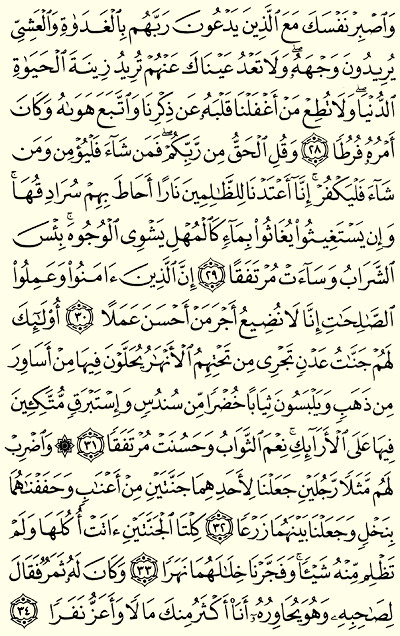 وَٱصْبِرْ نَفْسَكَ مَعَ ٱلَّذِينَ يَدْعُونَ رَبَّهُم بِٱلْغَدَوٰةِ وَٱلْعَشِىِّ
يُرِيدُونَ وَجْهَهُۥ ۖ وَلَا تَعْدُ عَيْنَاكَ عَنْهُمْ تُرِيدُ زِينَةَ ٱلْحَيَوٰةِ
ٱلدُّنْيَا ۖ وَلَا تُطِعْ مَنْ أَغْفَلْنَا قَلْبَهُۥ عَن ذِكْرِنَا وَٱتَّبَعَ هَوَىٰهُ وَكَانَ
أَمْرُهُۥ فُرُطًا ٢٨ وَقُلِ ٱلْحَقُّ مِن رَّبِّكُمْ ۖ فَمَن شَآءَ فَلْيُؤْمِن وَمَن
شَآءَ فَلْيَكْفُرْ ۚ إِنَّآ أَعْتَدْنَا لِلظَّـٰلِمِينَ نَارًا أَحَاطَ بِهِمْ سُرَادِقُهَا ۚ
وَإِن يَسْتَغِيثُوا۟ يُغَاثُوا۟ بِمَآءٍ كَٱلْمُهْلِ يَشْوِى ٱلْوُجُوهَ ۚ بِئْسَ
ٱلشَّرَابُ وَسَآءَتْ مُرْتَفَقًا ٢٩ إِنَّ ٱلَّذِينَ ءَامَنُوا۟ وَعَمِلُوا۟
ٱلصَّـٰلِحَـٰتِ إِنَّا لَا نُضِيعُ أَجْرَ مَنْ أَحْسَنَ عَمَلًا ٣٠ أُو۟لَـٰٓئِكَ
لَهُمْ جَنَّـٰتُ عَدْنٍ تَجْرِى مِن تَحْتِهِمُ ٱلْأَنْهَـٰرُ يُحَلَّوْنَ فِيهَا مِنْ أَسَاوِرَ
مِن ذَهَبٍ وَيَلْبَسُونَ ثِيَابًا خُضْرًا مِّن سُندُسٍ وَإِسْتَبْرَقٍ مُّتَّكِـِٔينَ
فِيهَا عَلَى ٱلْأَرَآئِكِ ۚ نِعْمَ ٱلثَّوَابُ وَحَسُنَتْ مُرْتَفَقًا ٣١ ۞ وَٱضْرِبْ
لَهُم مَّثَلًا رَّجُلَيْنِ جَعَلْنَا لِأَحَدِهِمَا جَنَّتَيْنِ مِنْ أَعْنَـٰبٍ وَحَفَفْنَـٰهُمَا
بِنَخْلٍ وَجَعَلْنَا بَيْنَهُمَا زَرْعًا ٣٢ كِلْتَا ٱلْجَنَّتَيْنِ ءَاتَتْ أُكُلَهَا وَلَمْ
تَظْلِم مِّنْهُ شَيْـًٔا ۚ وَفَجَّرْنَا خِلَـٰلَهُمَا نَهَرًا ٣٣ وَكَانَ لَهُۥ ثَمَرٌ فَقَالَ
لِصَـٰحِبِهِۦ وَهُوَ يُحَاوِرُهُۥٓ أَنَا۠ أَكْثَرُ مِنكَ مَالًا وَأَعَزُّ نَفَرًا ٣٤